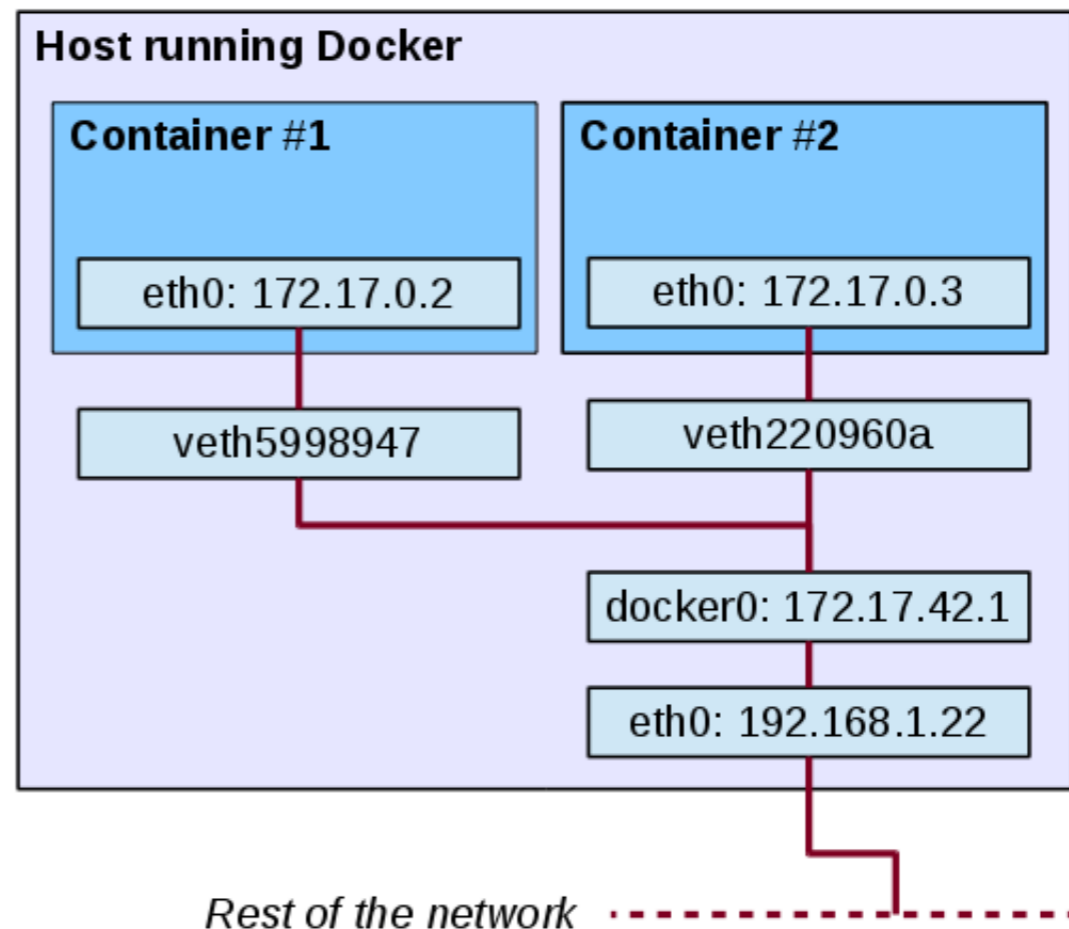 Host running Docker
Container #1
Container #2
eth0: 172.17.0.2
eth0: 172.17.0.3
veth5998947
veth220960a
docker0: 172.17.42.1
eth0: 192.168.1.22
Rest of the network